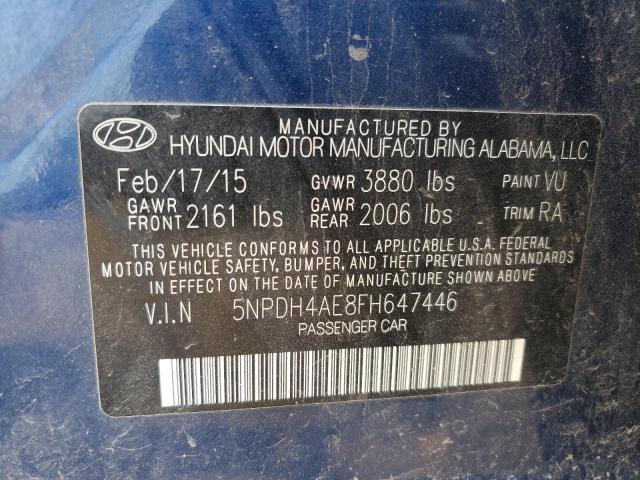 MANUFACTURED BY
HYUNDAI MOTOR MANUFACTURING ALABAMA, LLC
Feb/17/15 GVWR 3880 lbs PAINT VU
GAWR FRONT 2161 lbs GAWR REAR 2006 lbs TRIM RA
THIS VEHICLE CONFORMS TO ALL APPLICABLE U.S.A. FEDERAL
MOTOR VEHICLE SAFETY, BUMPER, AND THEFT PREVENTION STANDARDS
IN EFFECT ON THE DATE OF MANUFACTURE SHOWN ABOVE.
V.I.N 5NPDH4AE8FH647446
PASSENGER CAR